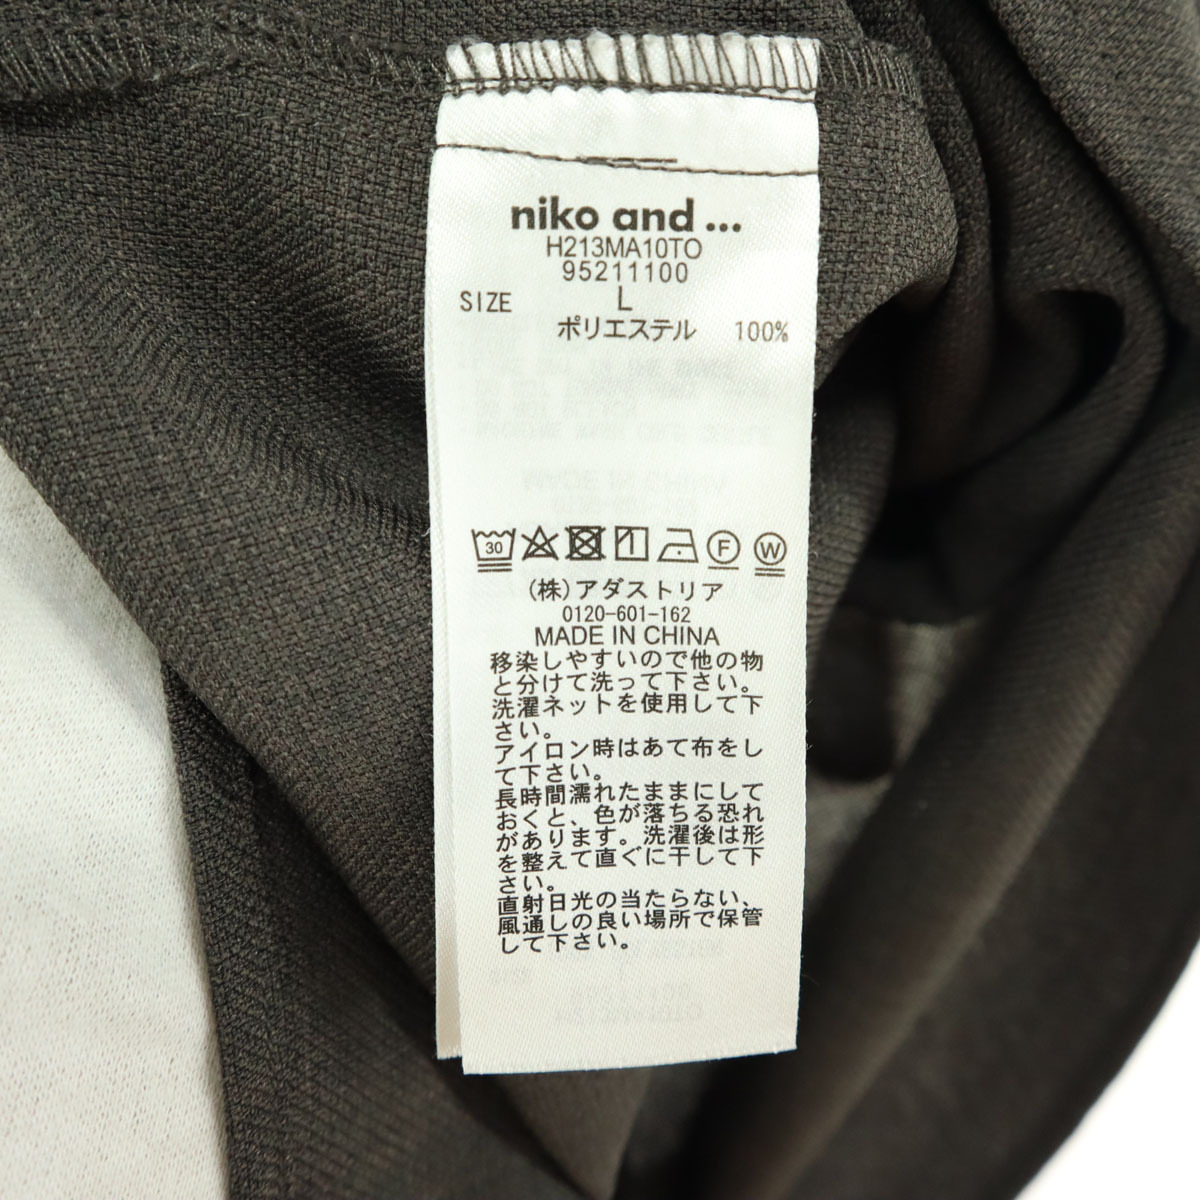 niko and ...
H213MA10TO
95211100
SIZE L
ポリエステル 100%
30 F W
(株)アダストリア
0120-601-162
MADE IN CHINA
移染しやすいので他の物
と分けて洗って下さい。
洗濯ネットを使用して下
さい。
アイロン時はあて布をし
て下さい。
長時間濡れたままにして
おくと、色が落ちる恐れ
があります。洗濯後は形
を整えて直ぐに干して下
さい。
直射日光の当たらない、
風通しの良い場所で保管
して下さい。